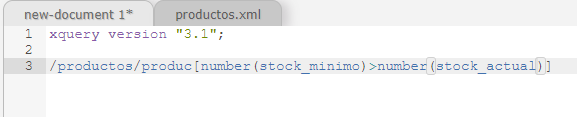 new-document 1* productos.xml
1 xquery version "3.1";
2
3 /productos/produc[number(stock_minimo)>number(stock_actual)]